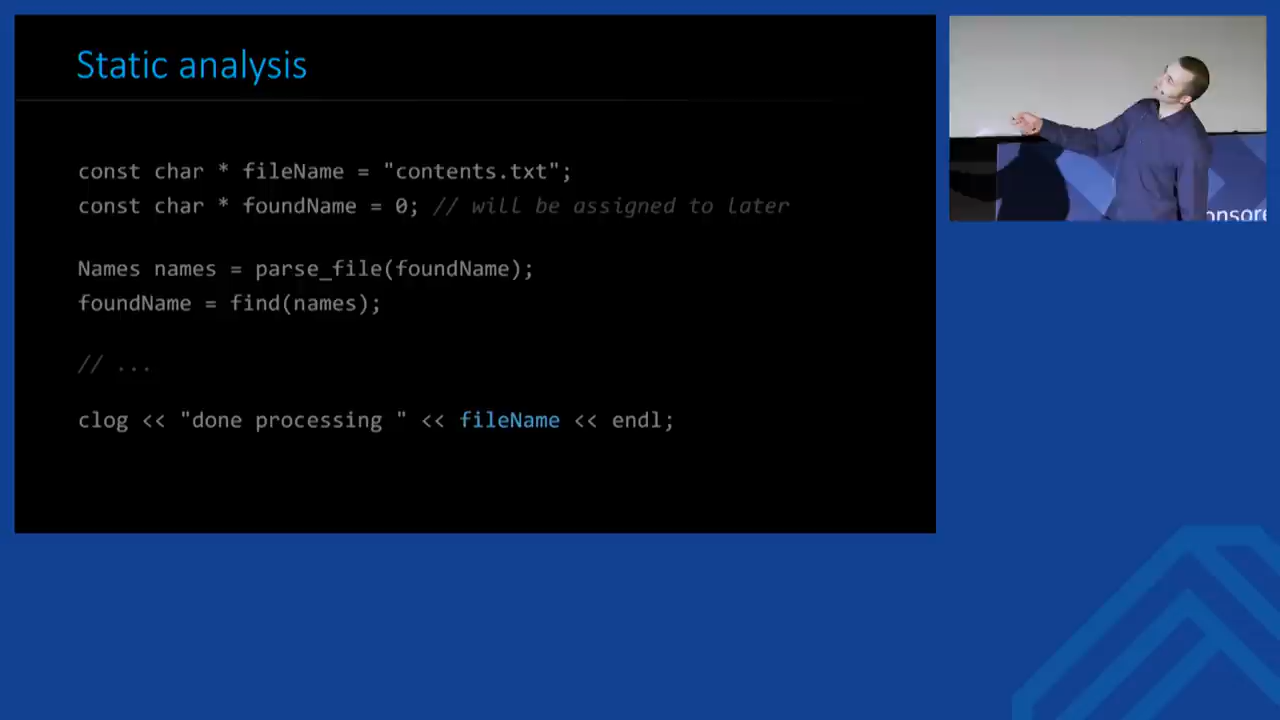 Static analysis
const char * fileName = "contents.txt";
const char * foundName = 0; // will be assigned to later
Names names = parse_file(foundName);
foundName = find(names);
// ...
clog << "done processing " << fileName << endl;
onsore